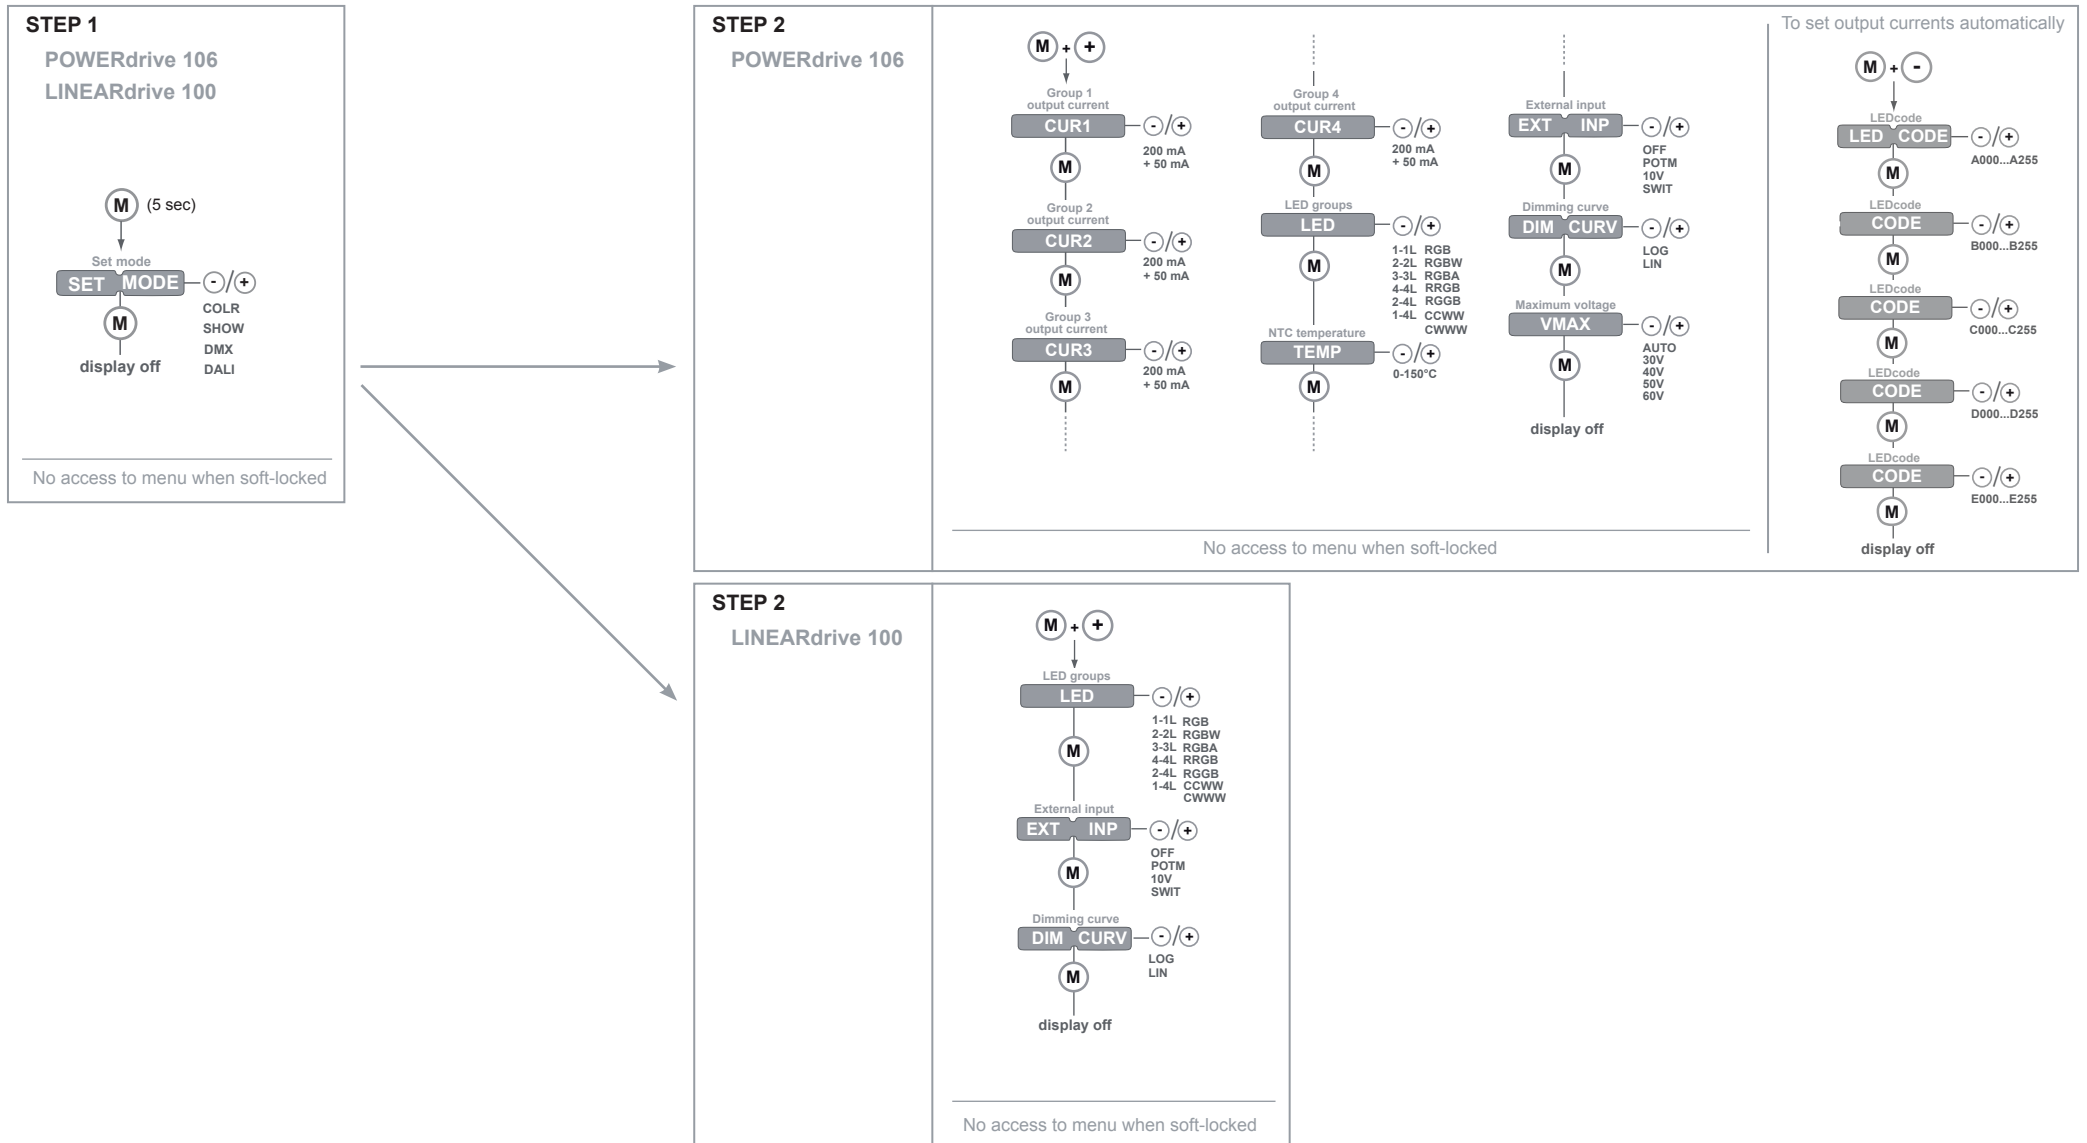 STEP 1
POWERdrive 106
LINEARdrive 100
M (5 sec)
Set mode
SET MODE -/+
COLR
SHOW
DMX
DALI
M
display off
No access to menu when soft-locked
STEP 2
POWERdrive 106
M + +
Group 1
output current
CUR1 -/+
200 mA
+ 50 mA
M
Group 2
output current
CUR2 -/+
200 mA
+ 50 mA
M
Group 3
output current
CUR3 -/+
200 mA
+ 50 mA
M
Group 4
output current
CUR4 -/+
200 mA
+ 50 mA
M
LED groups
LED -/+
1-1L RGB
2-2L RGBW
3-3L RGBA
4-4L RRGB
2-4L RGGB
1-4L CCWW
CWWW
M
NTC temperature
TEMP -/+
0-150°C
M
External input
EXT INP -/+
OFF
POTM
10V
SWIT
M
Dimming curve
DIM CURV -/+
LOG
LIN
M
Maximum voltage
VMAX -/+
AUTO
30V
40V
50V
60V
M
display off
No access to menu when soft-locked
To set output currents automatically
M + -
LEDcode
LED CODE -/+
A000...A255
M
LEDcode
CODE -/+
B000...B255
M
LEDcode
CODE -/+
C000...C255
M
LEDcode
CODE -/+
D000...D255
M
LEDcode
CODE -/+
E000...E255
M
display off
STEP 2
LINEARdrive 100
M + +
LED groups
LED -/+
1-1L RGB
2-2L RGBW
3-3L RGBA
4-4L RRGB
2-4L RGGB
1-4L CCWW
CWWW
M
External input
EXT INP -/+
OFF
POTM
10V
SWIT
M
Dimming curve
DIM CURV -/+
LOG
LIN
M
display off
No access to menu when soft-locked